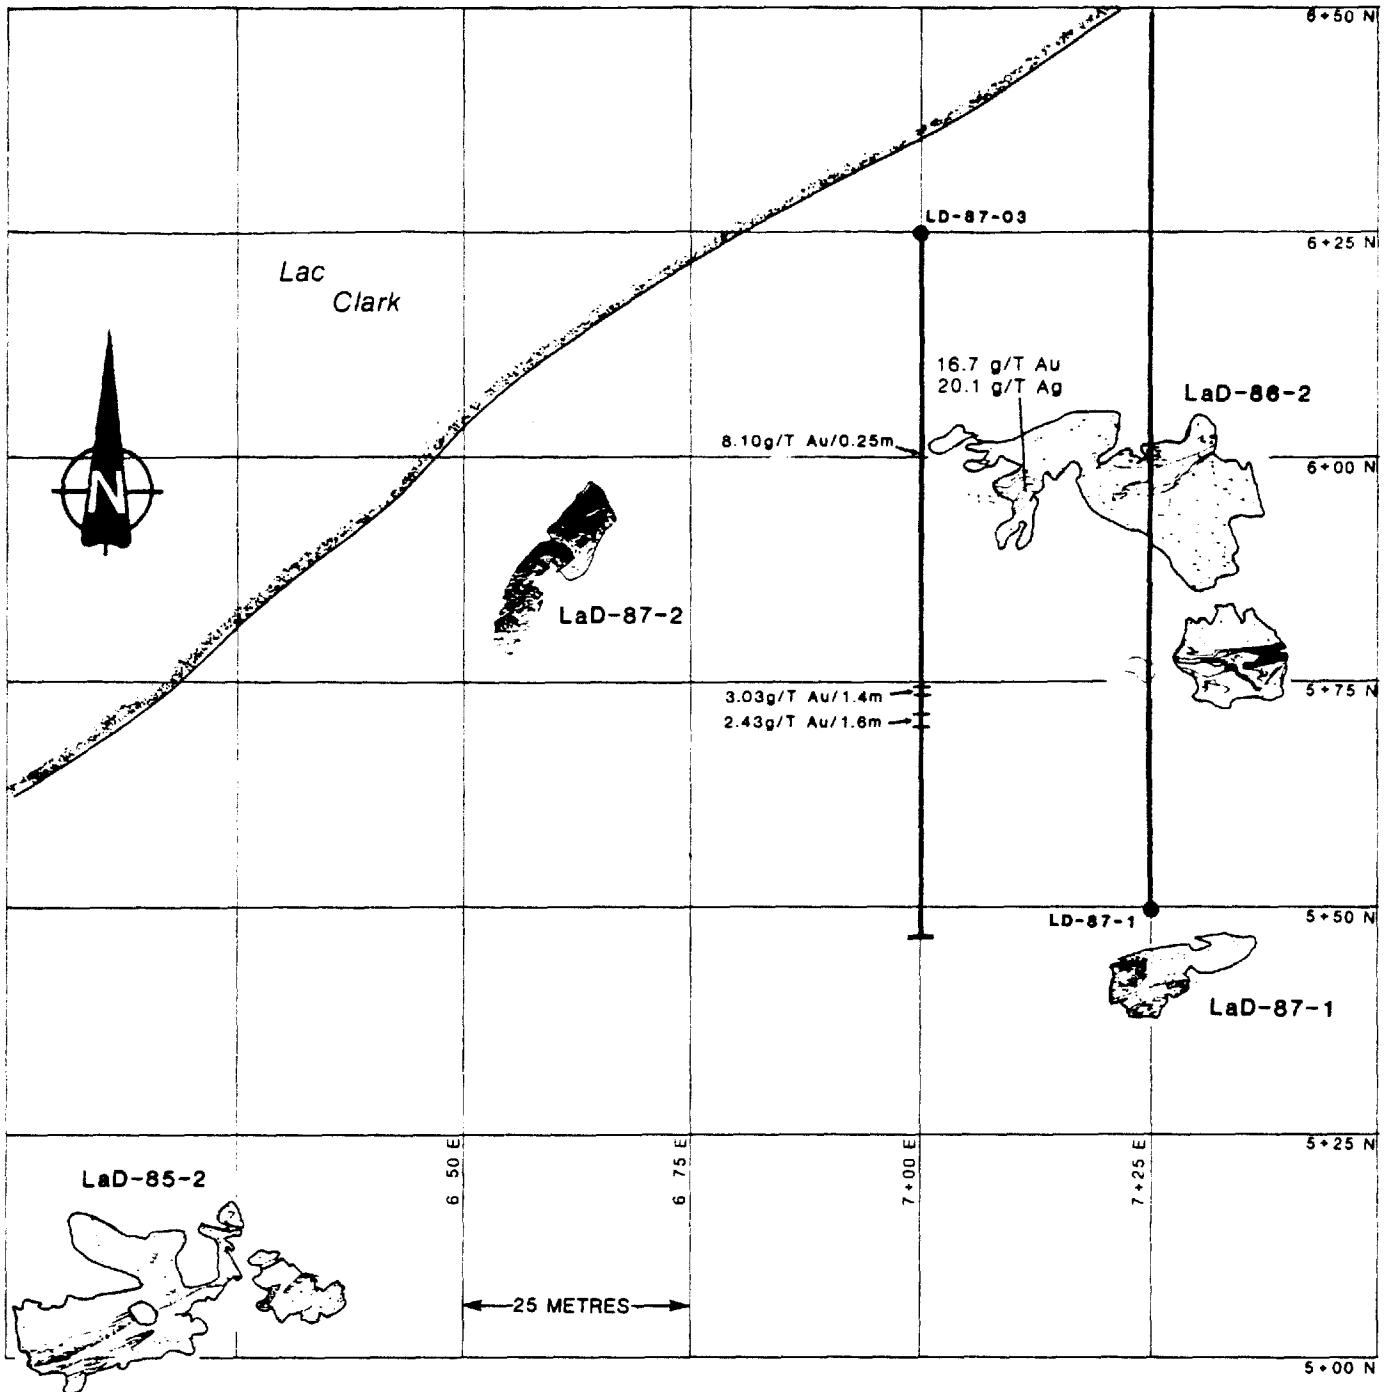 6+50 N
LD-87-03
6+25 N
Lac
Clark
16.7 g/T Au
20.1 g/T Ag
LaD-86-2
8.10g/T Au/0.25m
6+00 N
N
LaD-87-2
3.03g/T Au/1.4m
5+75 N
2.43g/T Au/1.6m
LD-87-1
5+50 N
LaD-87-1
5+25 N
6 50 E
6 75 E
7+00 E
7+25 E
LaD-85-2
25 METRES
5+00 N